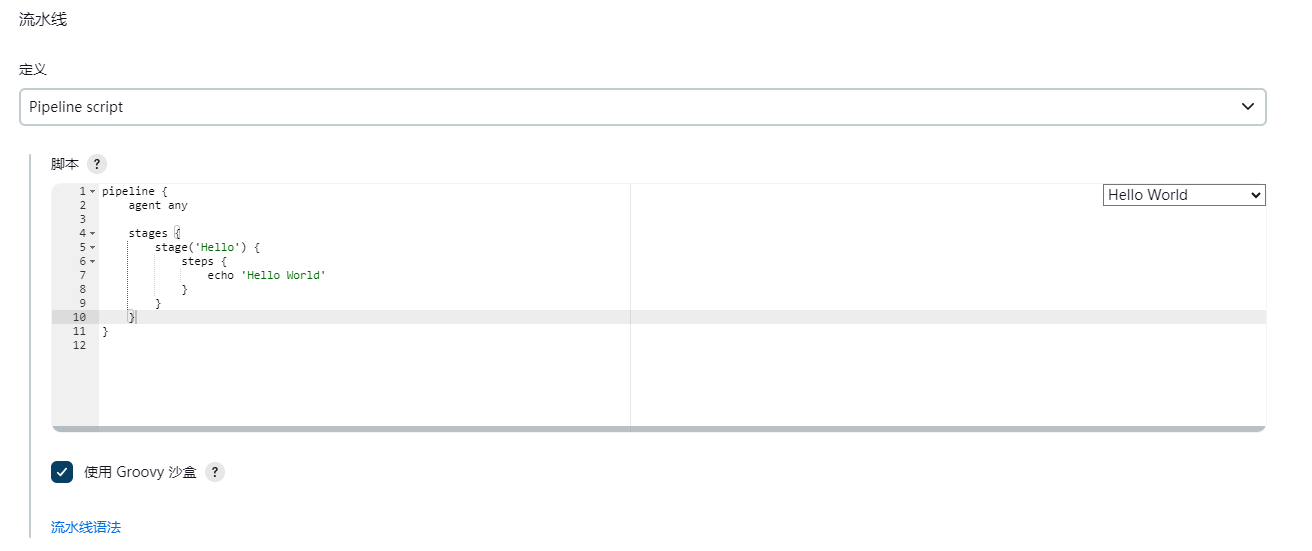 流水线
定义
Pipeline script
脚本 ?
Hello World
1 pipeline {
2     agent any
3
4     stages {
5         stage('Hello') {
6             steps {
7                 echo 'Hello World'
8             }
9         }
10     }
11 }
12
使用 Groovy 沙盒 ?
流水线语法